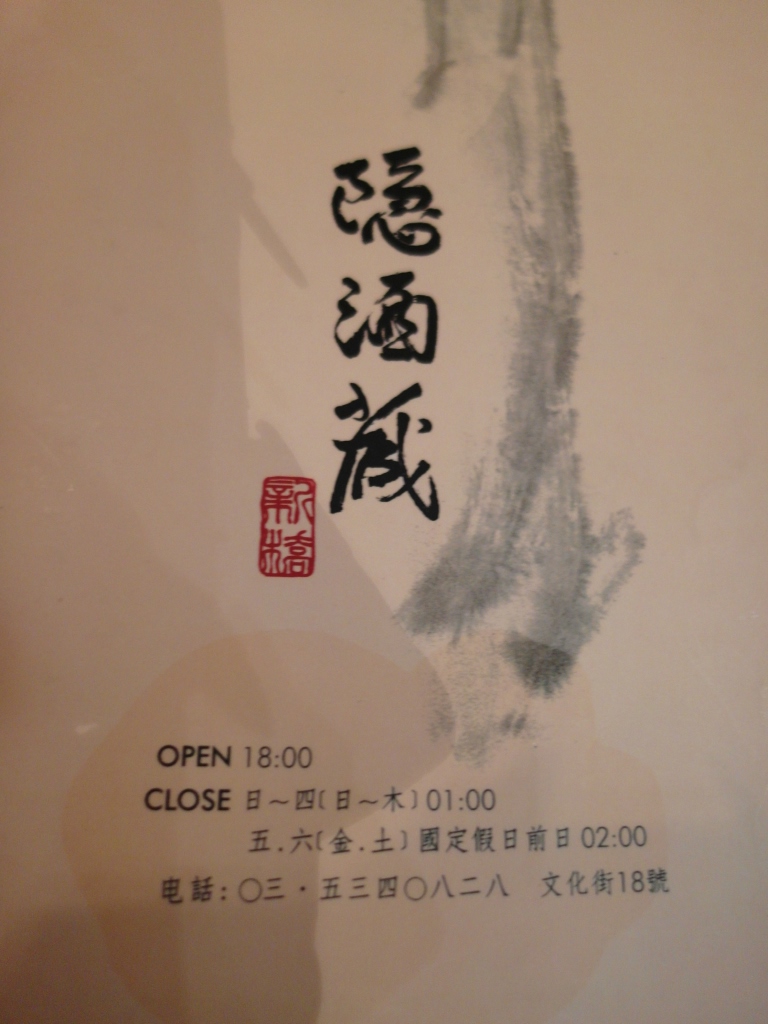 隱酒藏
新橋
OPEN 18:00
CLOSE 日~四(日~木)01:00
五.六(金.土)國定假日前日 02:00
电話:〇三·五三四〇八二八 文化街18號